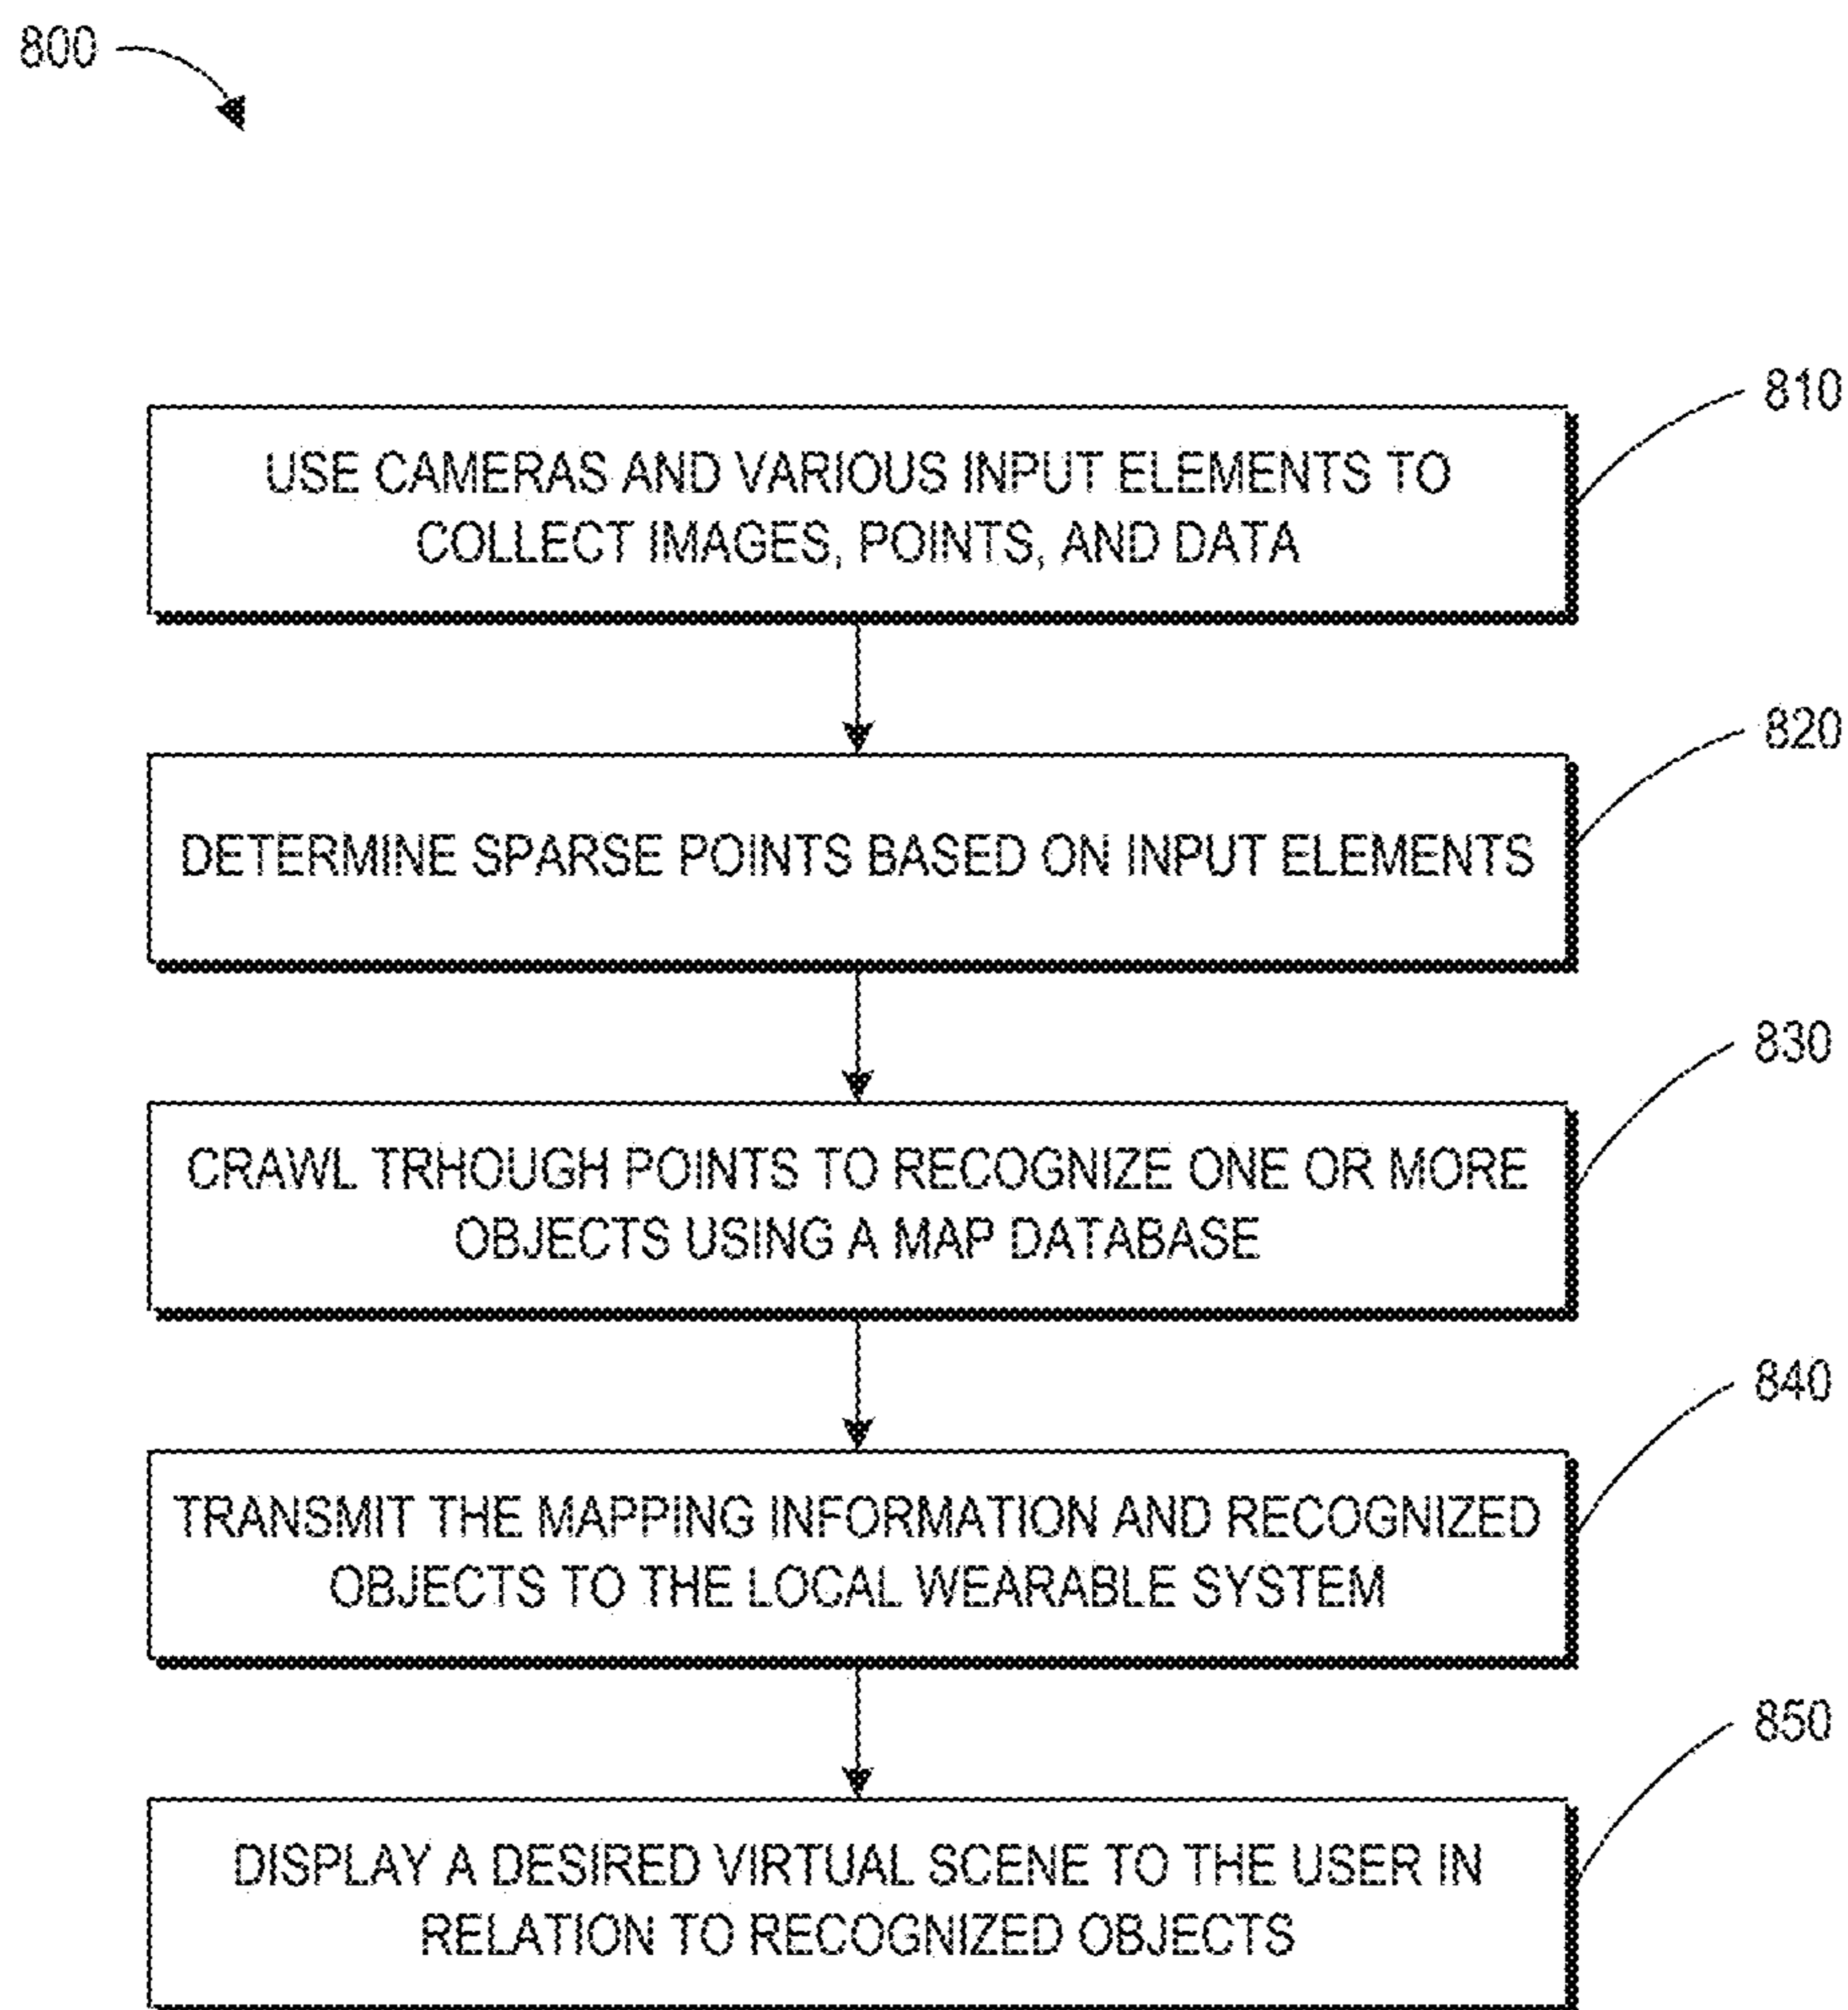 800
810
USE CAMERAS AND VARIOUS INPUT ELEMENTS TO
COLLECT IMAGES, POINTS, AND DATA
820
DETERMINE SPARSE POINTS BASED ON INPUT ELEMENTS
830
CRAWL TRHOUGH POINTS TO RECOGNIZE ONE OR MORE
OBJECTS USING A MAP DATABASE
840
TRANSMIT THE MAPPING INFORMATION AND RECOGNIZED
OBJECTS TO THE LOCAL WEARABLE SYSTEM
850
DISPLAY A DESIRED VIRTUAL SCENE TO THE USER IN
RELATION TO RECOGNIZED OBJECTS